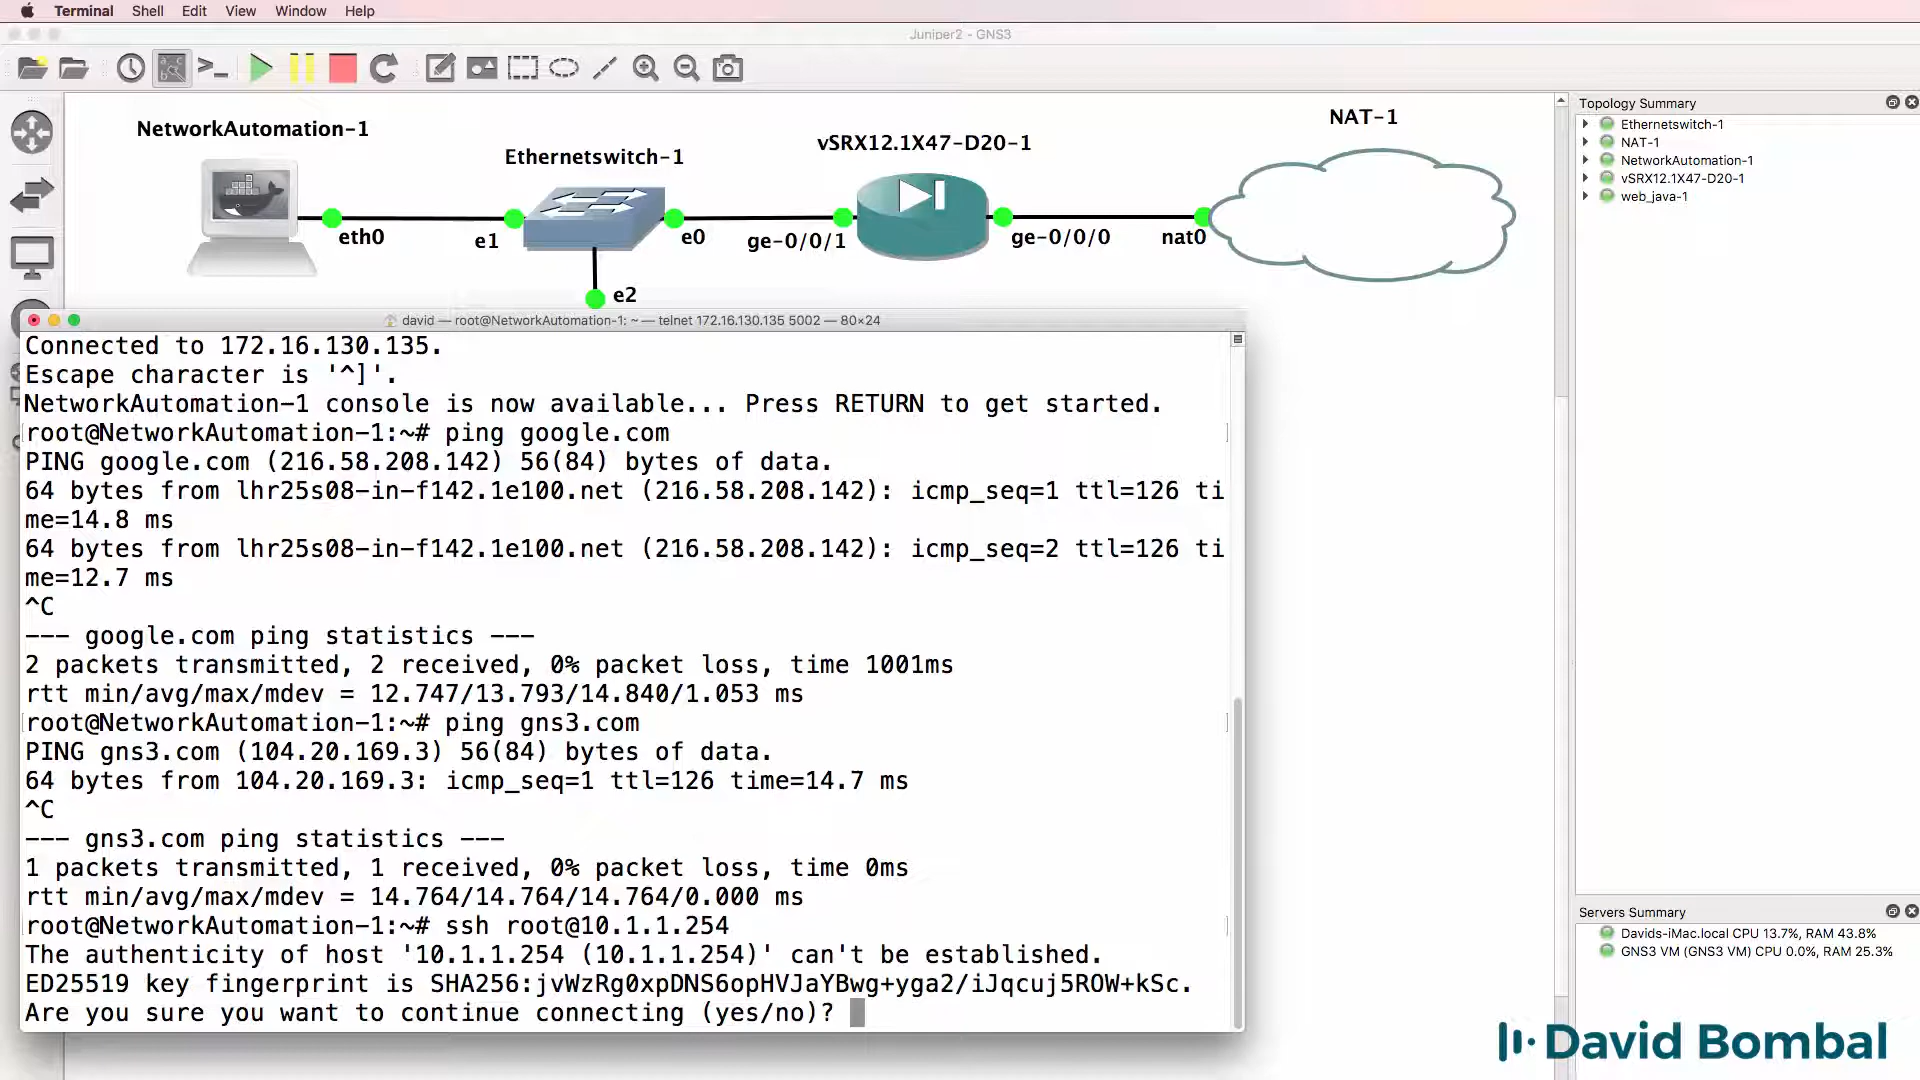 Terminal Shell Edit View Window Help
Juniper2 - GNS3
NetworkAutomation-1
Ethernetswitch-1
vSRX12.1X47-D20-1
NAT-1
eth0
e1
e0
ge-0/0/1
ge-0/0/0
nat0
e2
Topology Summary
Ethernetswitch-1
NAT-1
NetworkAutomation-1
vSRX12.1X47-D20-1
web_java-1
david — root@NetworkAutomation-1: ~ — telnet 172.16.130.135 5002 — 80×24
Connected to 172.16.130.135.
Escape character is '^]'.
NetworkAutomation-1 console is now available... Press RETURN to get started.
root@NetworkAutomation-1:~# ping google.com
PING google.com (216.58.208.142) 56(84) bytes of data.
64 bytes from lhr25s08-in-f142.1e100.net (216.58.208.142): icmp_seq=1 ttl=126 ti
me=14.8 ms
64 bytes from lhr25s08-in-f142.1e100.net (216.58.208.142): icmp_seq=2 ttl=126 ti
me=12.7 ms
^C
--- google.com ping statistics ---
2 packets transmitted, 2 received, 0% packet loss, time 1001ms
rtt min/avg/max/mdev = 12.747/13.793/14.840/1.053 ms
root@NetworkAutomation-1:~# ping gns3.com
PING gns3.com (104.20.169.3) 56(84) bytes of data.
64 bytes from 104.20.169.3: icmp_seq=1 ttl=126 time=14.7 ms
^C
--- gns3.com ping statistics ---
1 packets transmitted, 1 received, 0% packet loss, time 0ms
rtt min/avg/max/mdev = 14.764/14.764/14.764/0.000 ms
root@NetworkAutomation-1:~# ssh root@10.1.1.254
The authenticity of host '10.1.1.254 (10.1.1.254)' can't be established.
ED25519 key fingerprint is SHA256:jvWzRg0xpDNS6opHVJaYBwg+yga2/iJqcuj5ROW+kSc.
Are you sure you want to continue connecting (yes/no)?
Servers Summary
Davids-iMac.local CPU 13.7%, RAM 43.8%
GNS3 VM (GNS3 VM) CPU 0.0%, RAM 25.3%
David Bombal